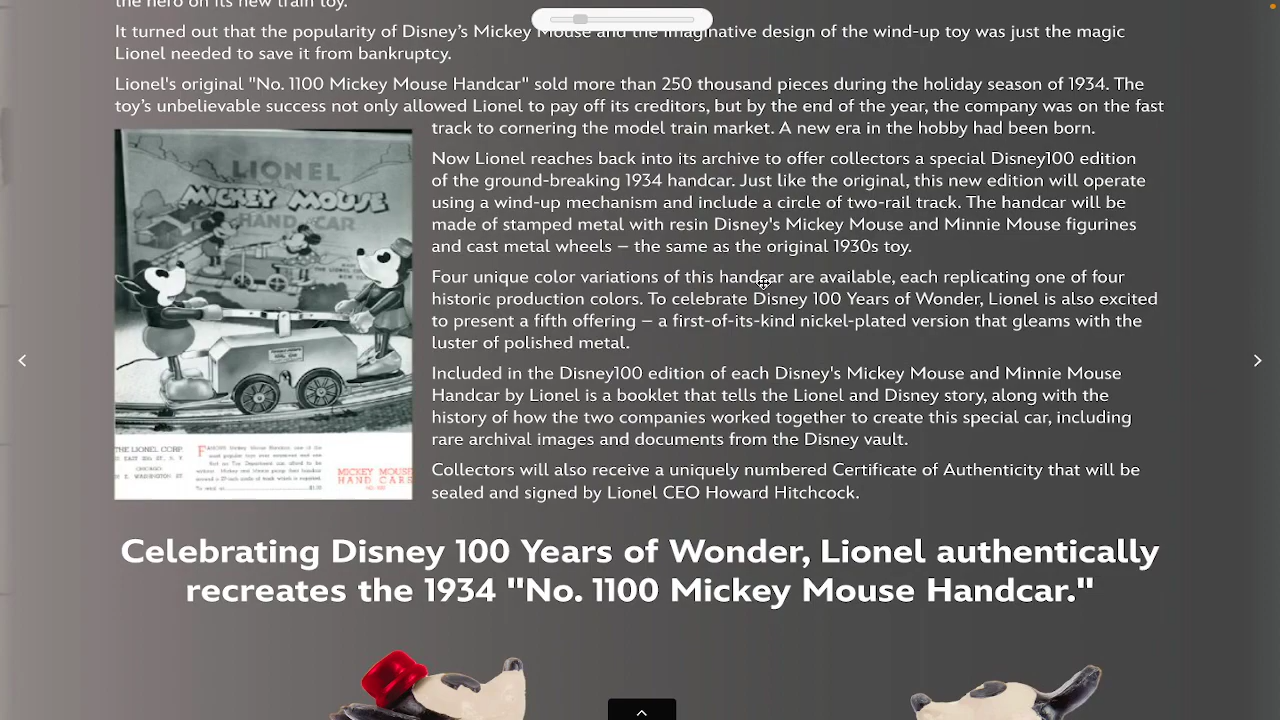 the hero on its new train toy.
It turned out that the popularity of Disney's Mickey Mouse and the imaginative design of the wind-up toy was just the magic
Lionel needed to save it from bankruptcy.
Lionel's original "No. 1100 Mickey Mouse Handcar" sold more than 250 thousand pieces during the holiday season of 1934. The
toy's unbelievable success not only allowed Lionel to pay off its creditors, but by the end of the year, the company was on the fast
track to cornering the model train market. A new era in the hobby had been born.
Now Lionel reaches back into its archive to offer collectors a special Disney100 edition
of the ground-breaking 1934 handcar. Just like the original, this new edition will operate
using a wind-up mechanism and include a circle of two-rail track. The handcar will be
made of stamped metal with resin Disney's Mickey Mouse and Minnie Mouse figurines
and cast metal wheels – the same as the original 1930s toy.
Four unique color variations of this handcar are available, each replicating one of four
historic production colors. To celebrate Disney 100 Years of Wonder, Lionel is also excited
to present a fifth offering – a first-of-its-kind nickel-plated version that gleams with the
luster of polished metal.
Included in the Disney100 edition of each Disney's Mickey Mouse and Minnie Mouse
Handcar by Lionel is a booklet that tells the Lionel and Disney story, along with the
history of how the two companies worked together to create this special car, including
rare archival images and documents from the Disney vault.
Collectors will also receive a uniquely numbered Certificate of Authenticity that will be
sealed and signed by Lionel CEO Howard Hitchcock.
LIONEL
MICKEY MOUSE
HAND CAR
THE LIONEL CORP.
CHICAGO
MICKEY MOUSE
HAND CARS
Celebrating Disney 100 Years of Wonder, Lionel authentically
recreates the 1934 "No. 1100 Mickey Mouse Handcar."